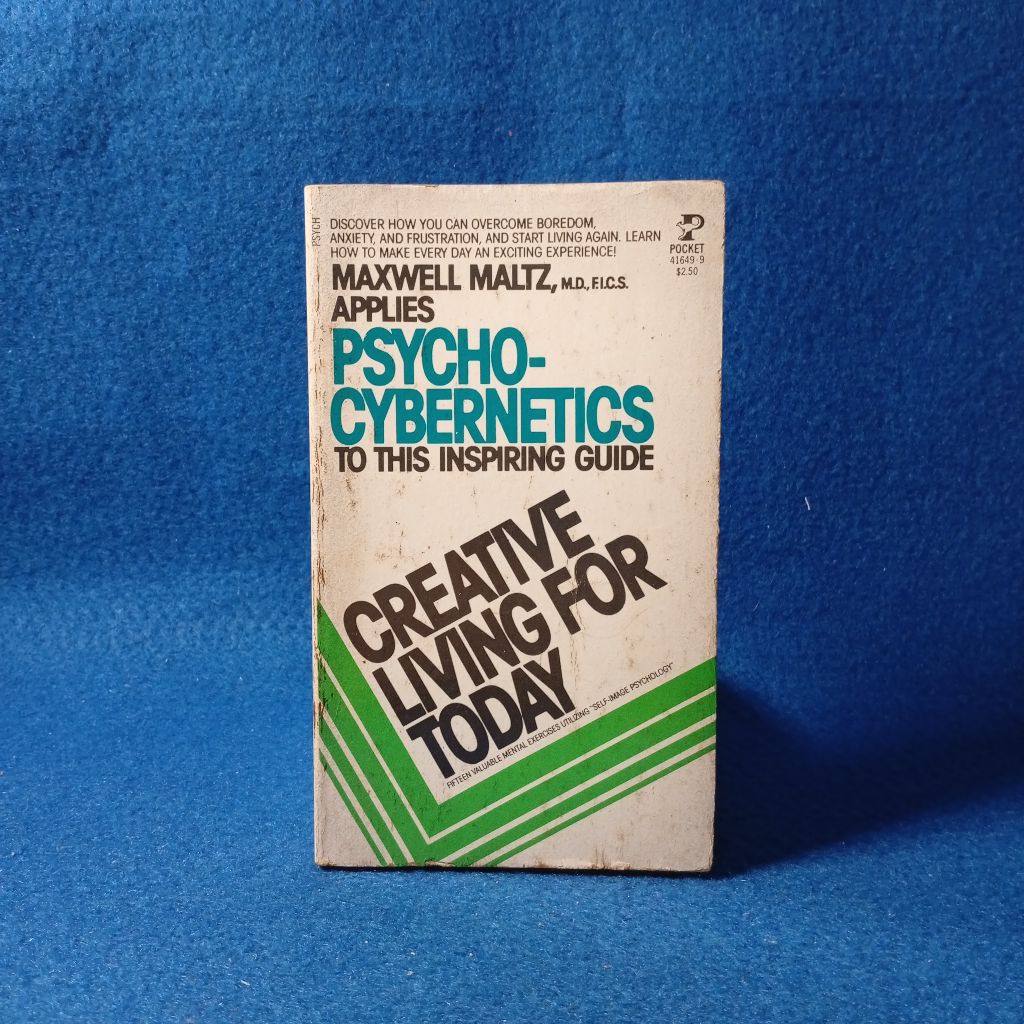 PSYCH
DISCOVER HOW YOU CAN OVERCOME BOREDOM,
ANXIETY, AND FRUSTRATION, AND START LIVING AGAIN. LEARN
HOW TO MAKE EVERY DAY AN EXCITING EXPERIENCE!
P
POCKET
41649-9
$2.50
MAXWELL MALTZ, M.D., F.I.C.S.
APPLIES
PSYCHO-
CYBERNETICS
TO THIS INSPIRING GUIDE
CREATIVE
LIVING FOR
TODAY
FIFTEEN VALUABLE MENTAL EXERCISES UTILIZING "SELF-IMAGE PSYCHOLOGY"